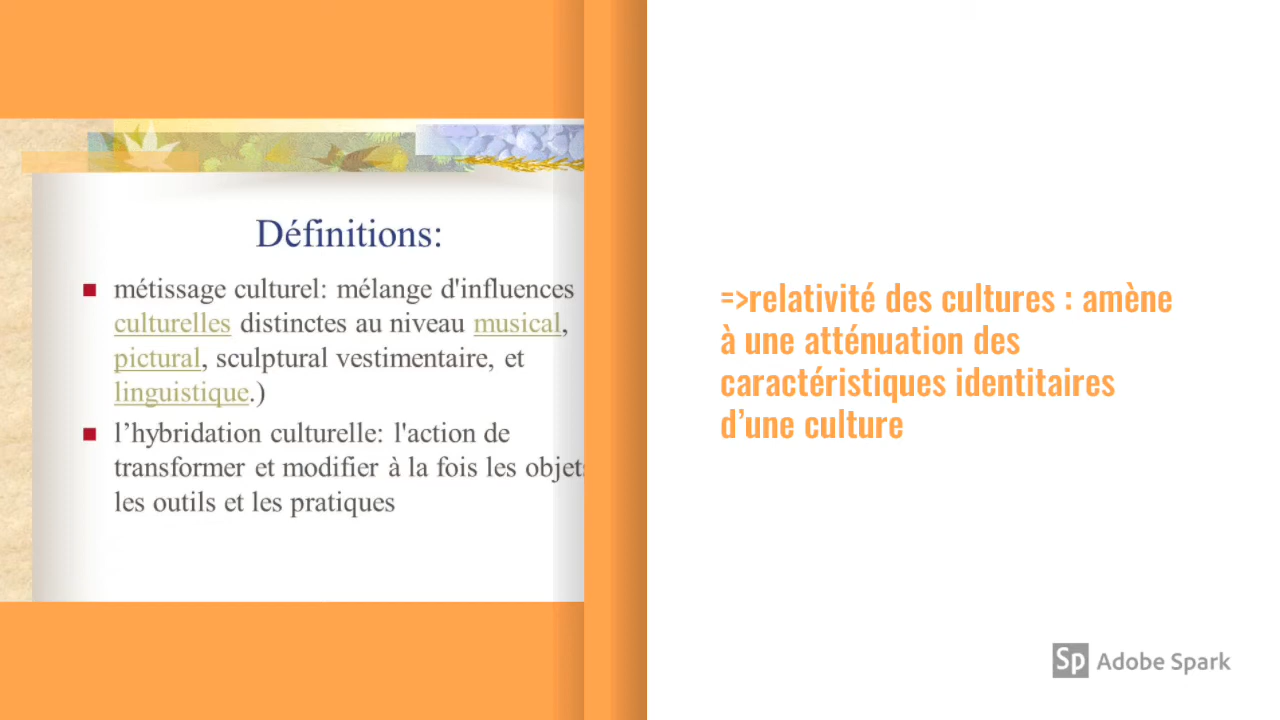 Définitions:
métissage culturel: mélange d'influences
culturelles distinctes au niveau musical,
pictural, sculptural vestimentaire, et
linguistique.)
l’hybridation culturelle: l'action de
transformer et modifier à la fois les objets
les outils et les pratiques
=>relativité des cultures : amène
à une atténuation des
caractéristiques identitaires
d’une culture
Sp Adobe Spark